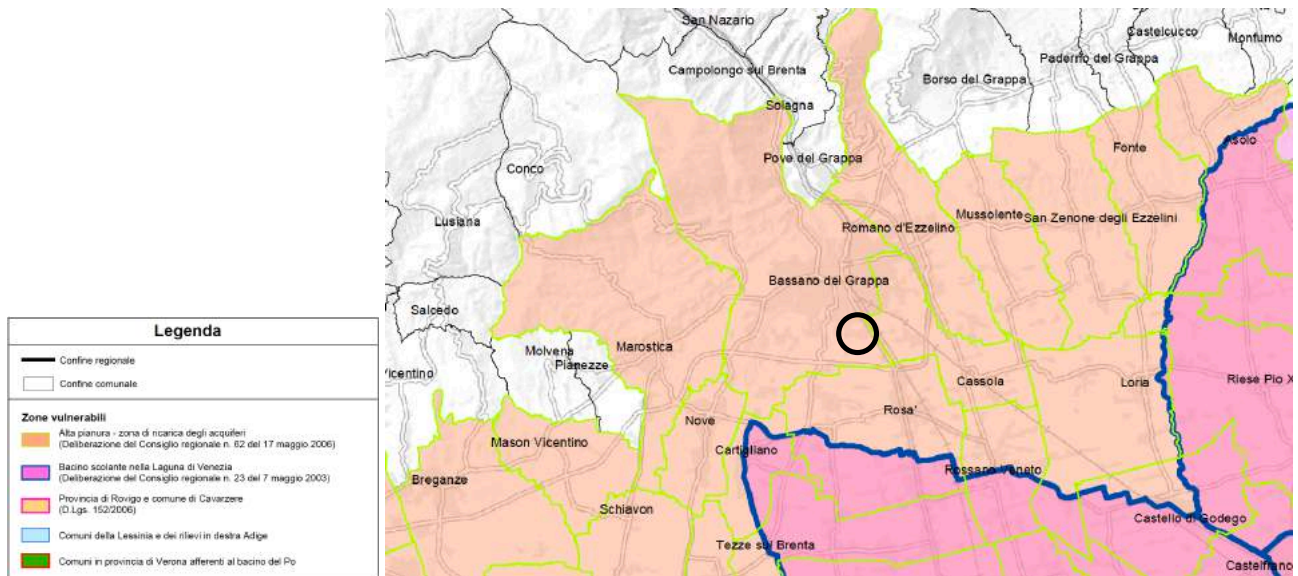 Legenda
Confine regionale
Confine comunale
Zone vulnerabili
Alta pianura - zona di ricarica degli acquiferi
(Deliberazione del Consiglio regionale n. 62 del 17 maggio 2006)
Bacino scolante nella Laguna di Venezia
(Deliberazione del Consiglio regionale n. 23 del 7 maggio 2003)
Provincia di Rovigo e comune di Cavarzere
(D.Lgs. 152/2006)
Comuni della Lessinia e dei rilievi in destra Adige
Comuni in provincia di Verona afferenti al bacino del Po
San Nazario
Castelcucco
Monfumo
Paderno del Grappa
Campolongo sul Brenta
Borso del Grappa
Solagna
Fonte
Asolo
Pove del Grappa
Conco
Lusiana
Mussolente
San Zenone degli Ezzelini
Romano d'Ezzelino
Bassano del Grappa
Salcedo
Molvena
Pianezze
Marostica
Vicentino
Cassola
Loria
Riese Pio X
Rosa'
Nove
Mason Vicentino
Cartigliano
Rossano Veneto
Breganze
Schiavon
Castello di Godego
Tezze sul Brenta
Castelfranco